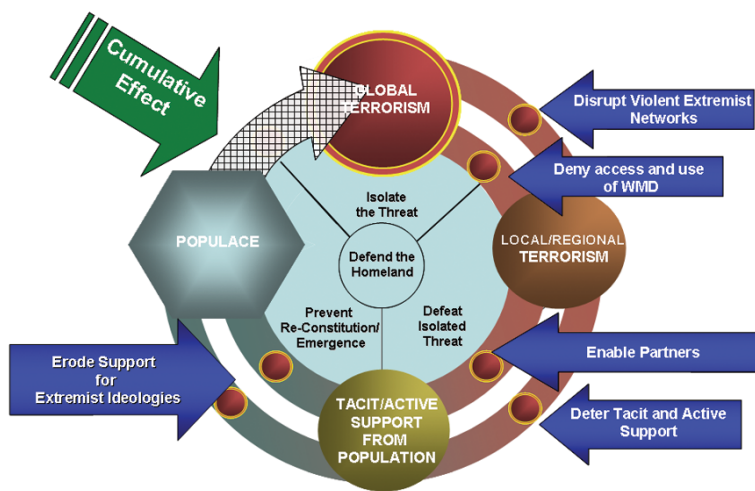 Cumulative
Effect
GLOBAL
TERRORISM
Disrupt Violent Extremist
Networks
Deny access and use
of WMD
Isolate
the Threat
POPULACE
LOCAL/REGIONAL
TERRORISM
Defend the
Homeland
Prevent
Re-Constitution/
Emergence
Defeat
Isolated
Threat
Erode Support
for
Extremist Ideologies
Enable Partners
TACIT/ACTIVE
SUPPORT
FROM
POPULATION
Deter Tacit and Active
Support